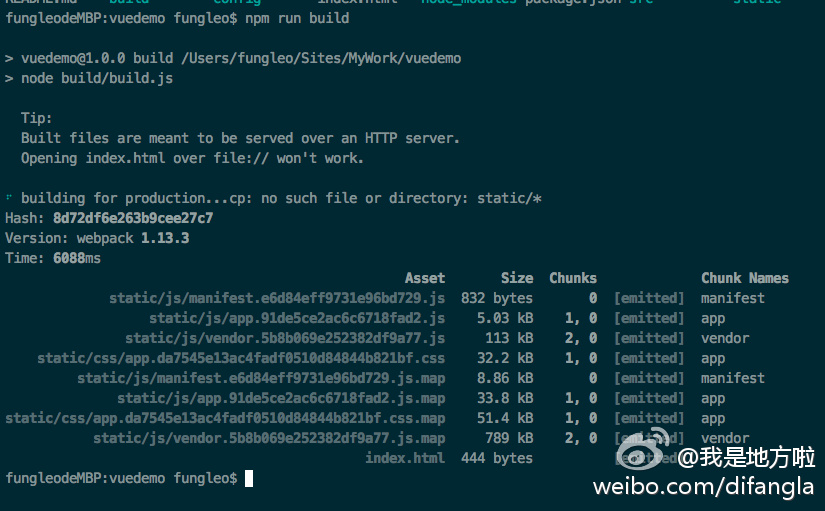 README.md build config index.html node_modules package.json src static
fungleodeMBP:vuedemo fungleo$ npm run build
> vuedemo@1.0.0 build /Users/fungleo/Sites/MyWork/vuedemo
> node build/build.js
Tip:
Built files are meant to be served over an HTTP server.
Opening index.html over file:// won't work.
building for production...cp: no such file or directory: static/*
Hash: 8d72df6e263b9cee27c7
Version: webpack 1.13.3
Time: 6088ms
Asset Size Chunks Chunk Names
static/js/manifest.e6d84eff9731e96bd729.js 832 bytes 0 [emitted] manifest
static/js/app.91de5ce2ac6c6718fad2.js 5.03 kB 1, 0 [emitted] app
static/js/vendor.5b8b069e252382df9a77.js 113 kB 2, 0 [emitted] vendor
static/css/app.da7545e13ac4fadf0510d84844b821bf.css 32.2 kB 1, 0 [emitted] app
static/js/manifest.e6d84eff9731e96bd729.js.map 8.86 kB 0 [emitted] manifest
static/js/app.91de5ce2ac6c6718fad2.js.map 33.8 kB 1, 0 [emitted] app
static/css/app.da7545e13ac4fadf0510d84844b821bf.css.map 51.4 kB 1, 0 [emitted] app
static/js/vendor.5b8b069e252382df9a77.js.map 789 kB 2, 0 [emitted] vendor
index.html 444 bytes [emitted]
fungleodeMBP:vuedemo fungleo$
@我是地方啦
weibo.com/difangla